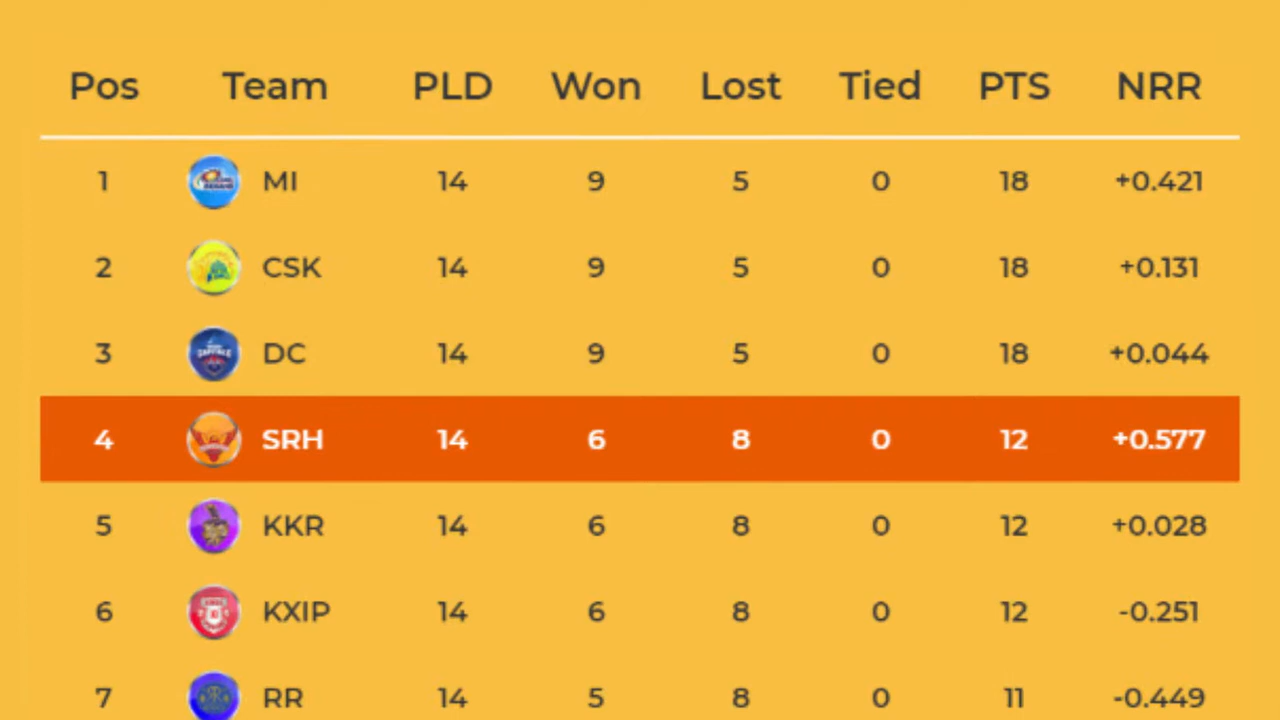 Pos Team PLD Won Lost Tied PTS NRR
1 MI 14 9 5 0 18 +0.421
2 CSK 14 9 5 0 18 +0.131
3 DC 14 9 5 0 18 +0.044
4 SRH 14 6 8 0 12 +0.577
5 KKR 14 6 8 0 12 +0.028
6 KXIP 14 6 8 0 12 -0.251
7 RR 14 5 8 0 11 -0.449